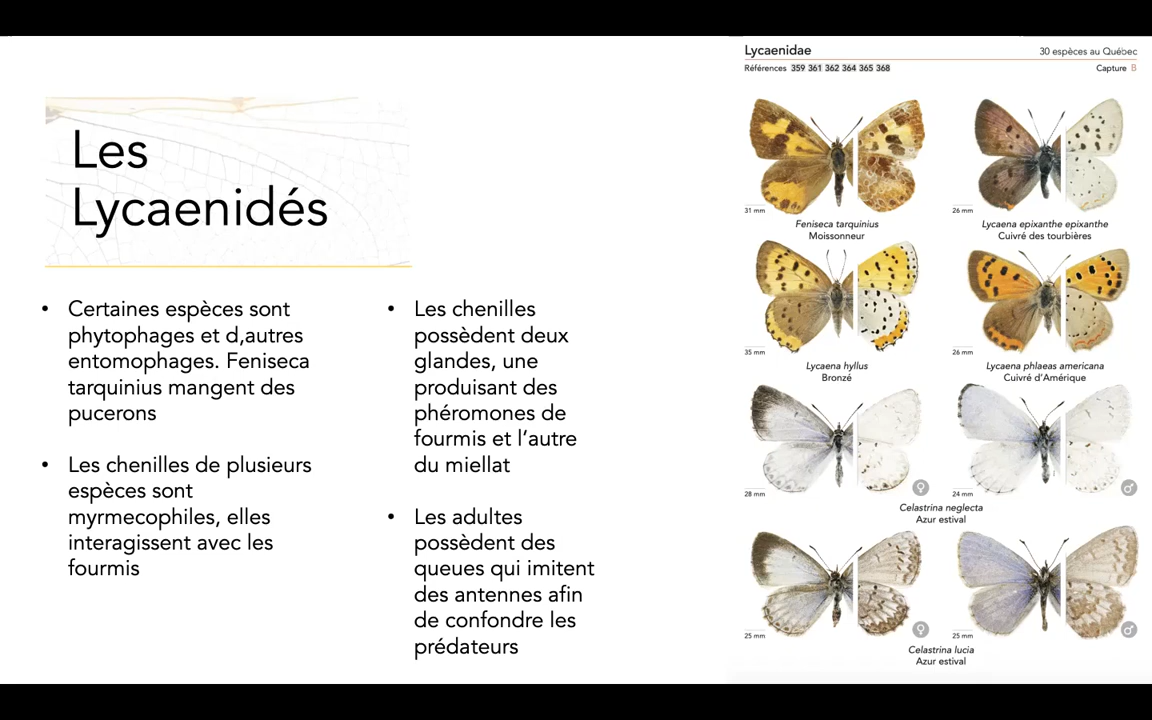 Les
Lycaenidés
• Certaines espèces sont
phytophages et d,autres
entomophages. Feniseca
tarquinius mangent des
pucerons
• Les chenilles de plusieurs
espèces sont
myrmecophiles, elles
interagissent avec les
fourmis
• Les chenilles
possèdent deux
glandes, une
produisant des
phéromones de
fourmis et l'autre
du miellat
• Les adultes
possèdent des
queues qui imitent
des antennes afin
de confondre les
prédateurs
Lycaenidae 30 espèces au Québec
Références 359 361 362 364 365 368 Capture B
31 mm 26 mm
Feniseca tarquinius Lycaena epixanthe epixanthe
Moissonneur Cuivré des tourbières
35 mm 26 mm
Lycaena hyllus Lycaena phlaeas americana
Bronzé Cuivré d'Amérique
28 mm ♀ 24 mm ♂
Celastrina neglecta
Azur estival
25 mm ♀ 25 mm ♂
Celastrina lucia
Azur estival